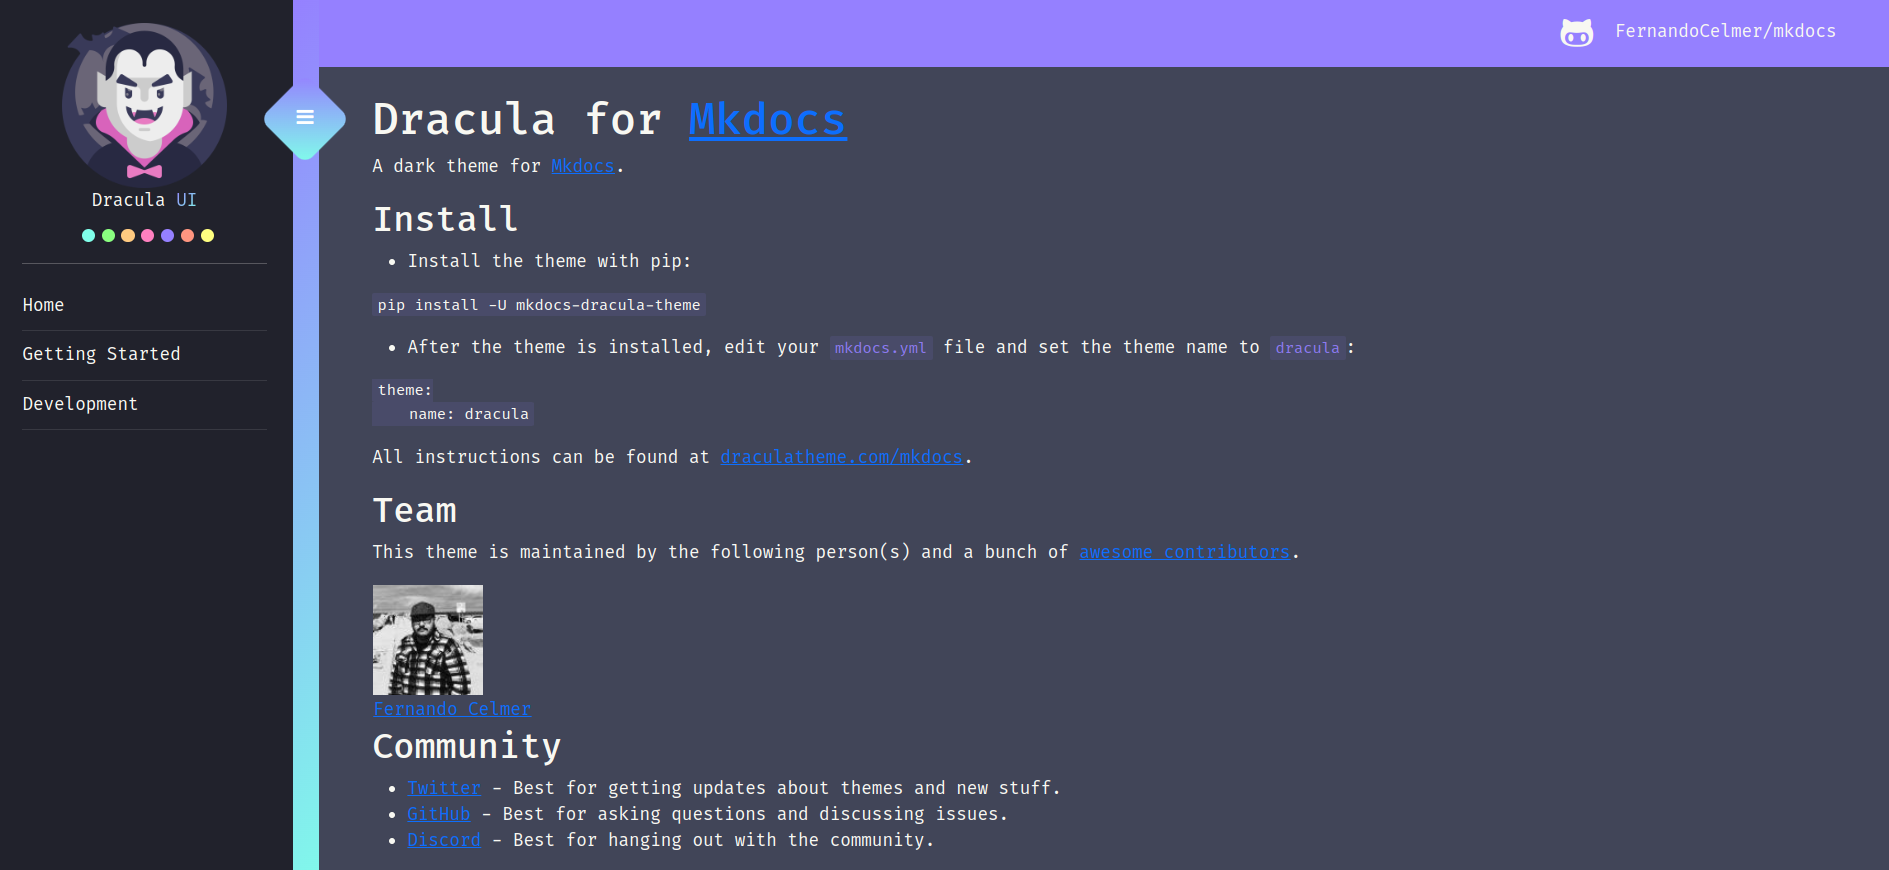 FernandoCelmer/mkdocs
Dracula UI
Home
Getting Started
Development
Dracula for Mkdocs
A dark theme for Mkdocs.
Install
• Install the theme with pip:
pip install -U mkdocs-dracula-theme
• After the theme is installed, edit your mkdocs.yml file and set the theme name to dracula:
theme:
    name: dracula
All instructions can be found at draculatheme.com/mkdocs.
Team
This theme is maintained by the following person(s) and a bunch of awesome contributors.
Fernando Celmer
Community
• Twitter - Best for getting updates about themes and new stuff.
• GitHub - Best for asking questions and discussing issues.
• Discord - Best for hanging out with the community.